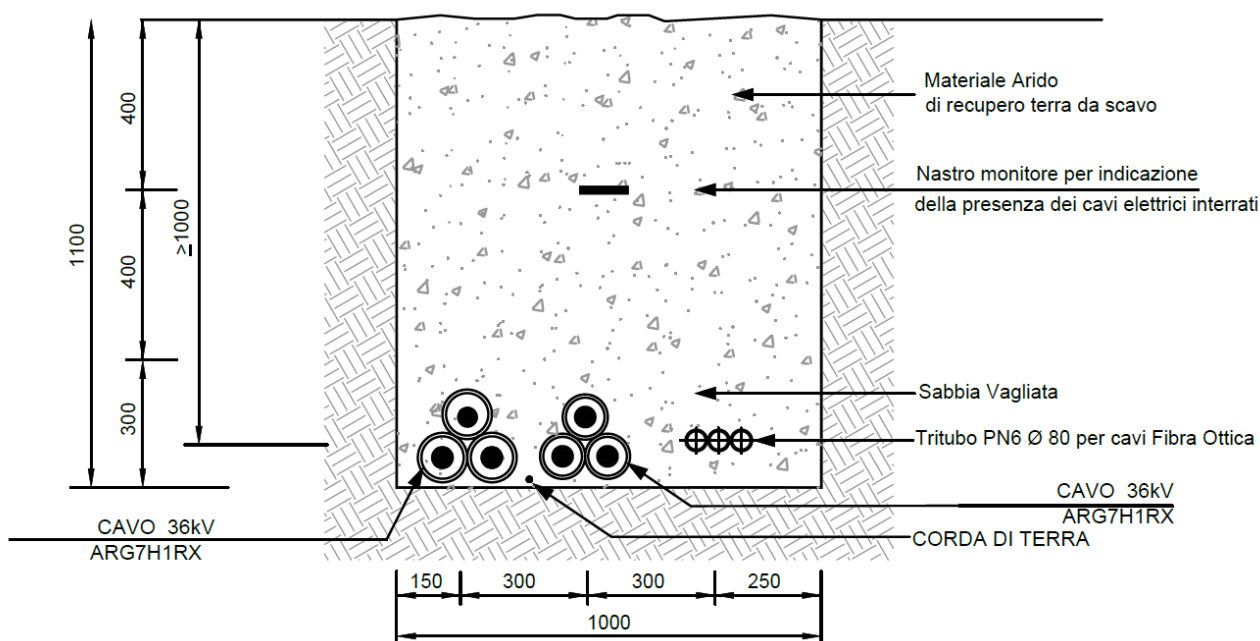 Materiale Arido
di recupero terra da scavo
400
Nastro monitore per indicazione
della presenza dei cavi elettrici interrati
1100
≥1000
400
Sabbia Vagliata
300
Tritubo PN6 Ø 80 per cavi Fibra Ottica
CAVO 36kV
ARG7H1RX
CAVO 36kV
ARG7H1RX
CORDA DI TERRA
150
300
300
250
1000